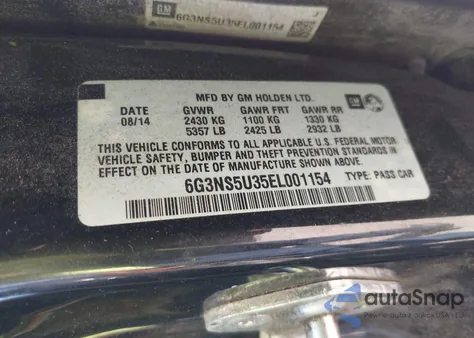 GM
6G3NS5U35EL001154
J
MFD BY GM HOLDEN LTD.
DATE GVWR GAWR FRT GAWR RR
08/14 2430 KG 1100 KG 1330 KG
5357 LB 2425 LB 2932 LB
GM
THIS VEHICLE CONFORMS TO ALL APPLICABLE U.S. FEDERAL MOTOR
VEHICLE SAFETY, BUMPER AND THEFT PREVENTION STANDARDS IN
EFFECT ON THE DATE OF MANUFACTURE SHOWN ABOVE.
6G3NS5U35EL001154
TYPE: PASS CAR
autaSnap